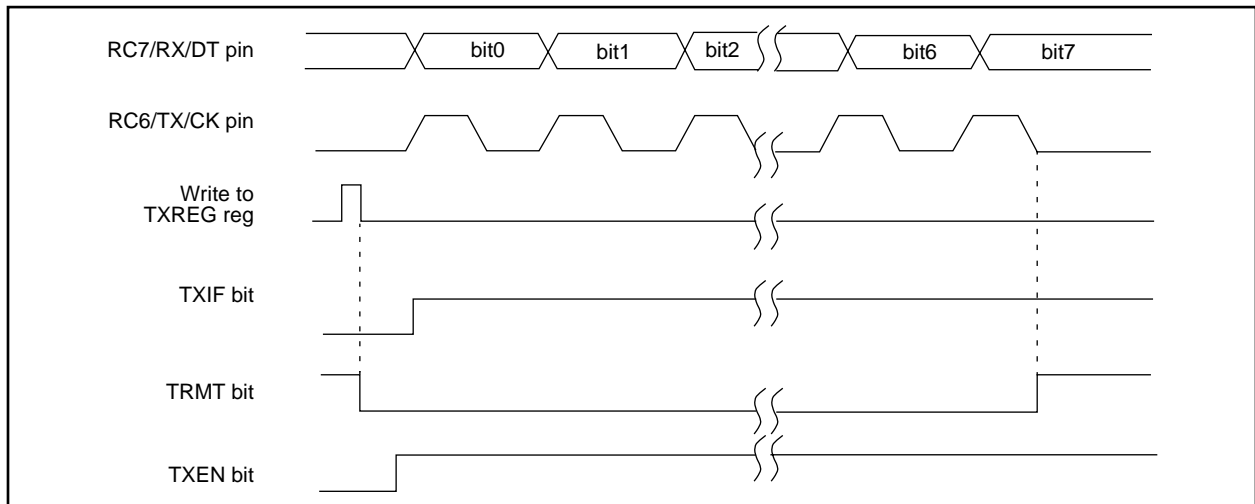 RC7/RX/DT pin
bit0
bit1
bit2
bit6
bit7
RC6/TX/CK pin
Write to
TXREG reg
TXIF bit
TRMT bit
TXEN bit